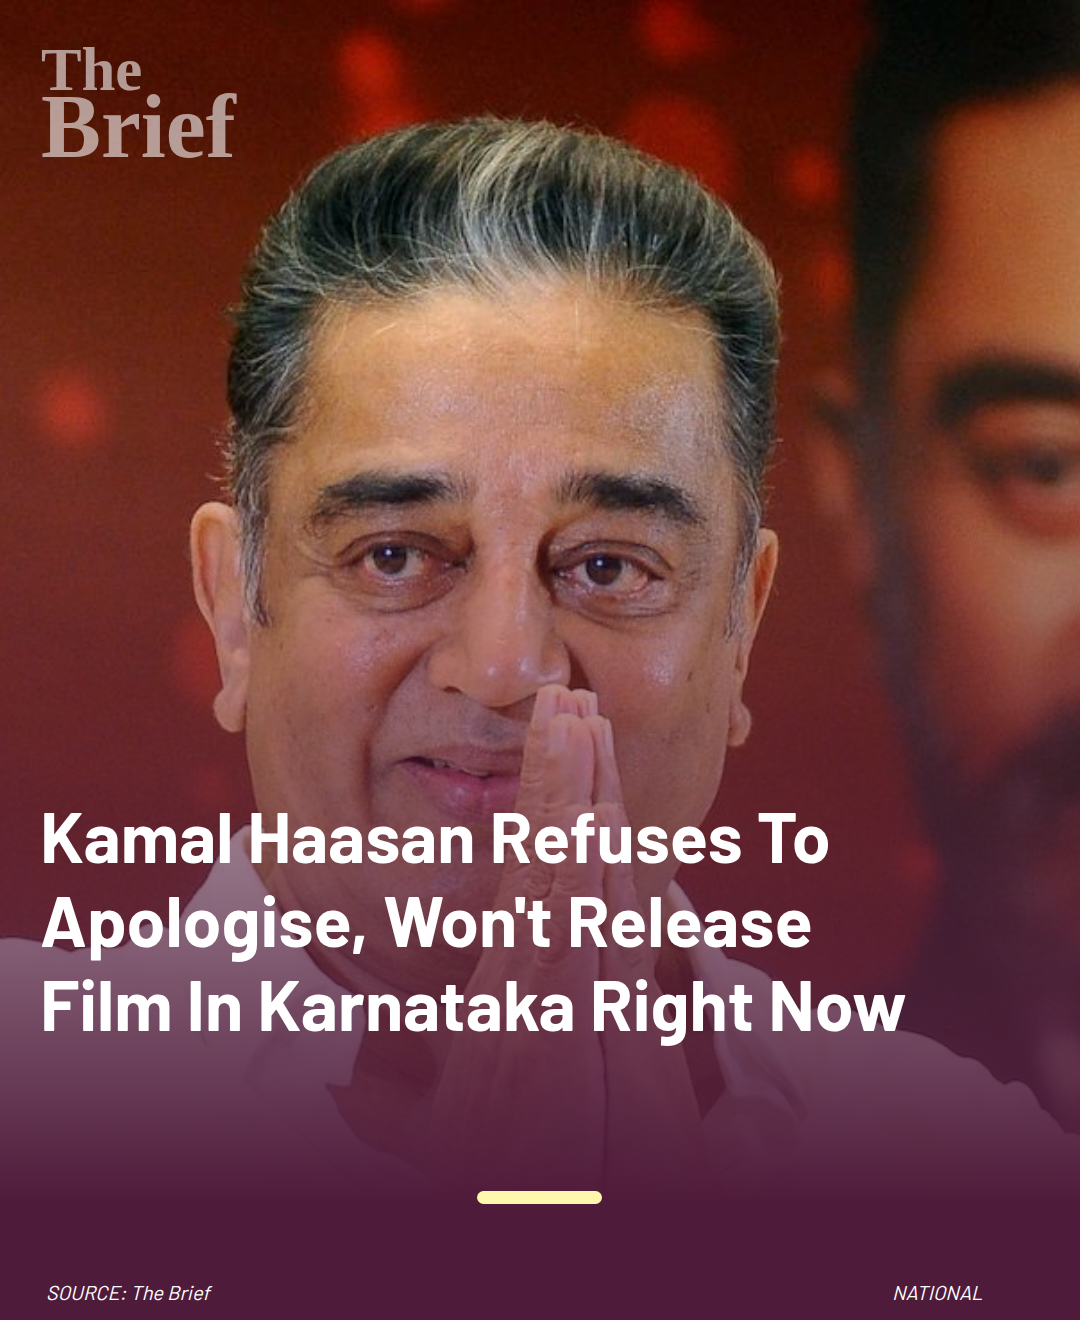 The
Brief
Kamal Haasan Refuses To
Apologise, Won't Release
Film In Karnataka Right Now
SOURCE: The Brief
NATIONAL